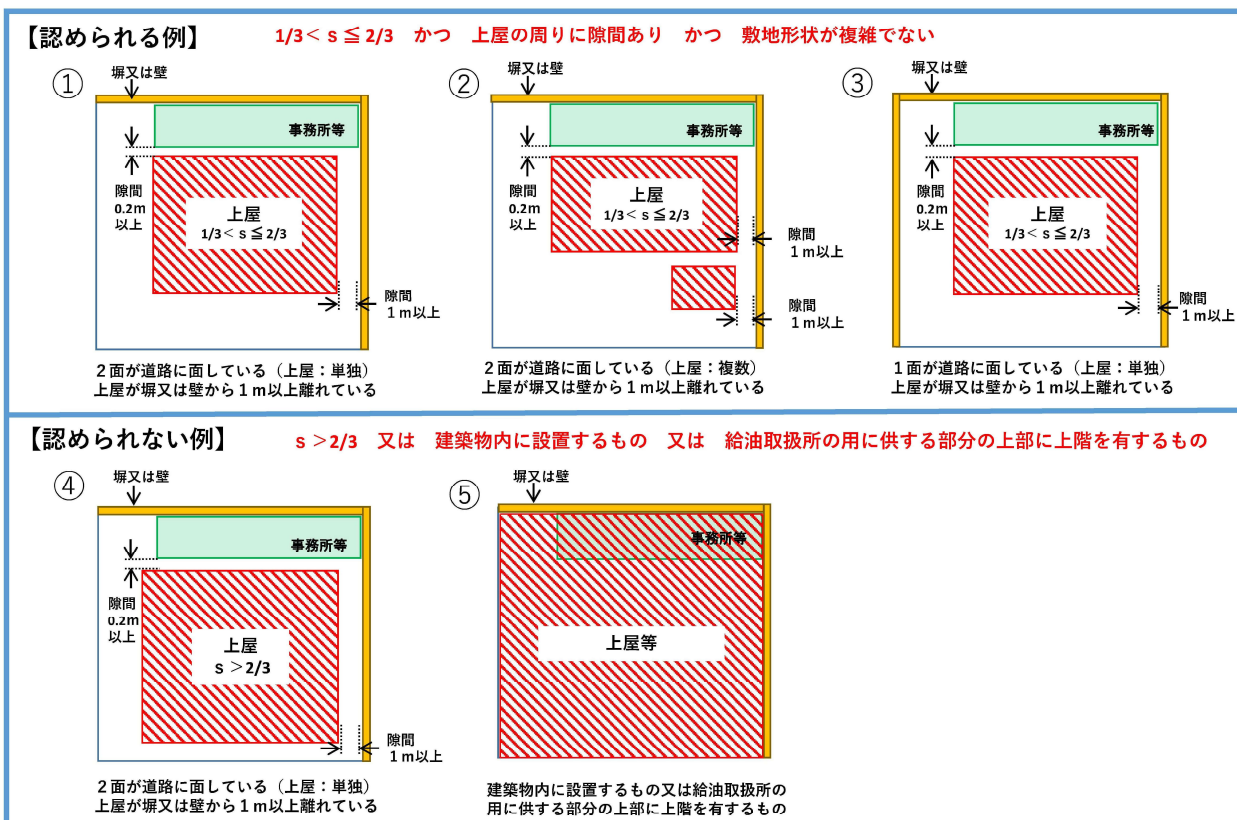 【認められる例】 1/3＜ｓ≦2/3 かつ 上屋の周りに隙間あり かつ 敷地形状が複雑でない
①
塀又は壁
事務所等
隙間
0.2m
以上
上屋
1/3＜ｓ≦2/3
隙間
１ｍ以上
２面が道路に面している（上屋：単独）
上屋が塀又は壁から１ｍ以上離れている
②
塀又は壁
事務所等
隙間
0.2m
以上
上屋
1/3＜ｓ≦2/3
隙間
１ｍ以上
隙間
１ｍ以上
２面が道路に面している（上屋：複数）
上屋が塀又は壁から１ｍ以上離れている
③
塀又は壁
事務所等
隙間
0.2m
以上
上屋
1/3＜ｓ≦2/3
隙間
１ｍ以上
１面が道路に面している（上屋：単独）
上屋が塀又は壁から１ｍ以上離れている
【認められない例】 ｓ＞2/3 又は 建築物内に設置するもの 又は 給油取扱所の用に供する部分の上部に上階を有するもの
④
塀又は壁
事務所等
隙間
0.2m
以上
上屋
ｓ＞2/3
隙間
１ｍ以上
２面が道路に面している（上屋：単独）
上屋が塀又は壁から１ｍ以上離れている
⑤
塀又は壁
事務所等
上屋等
建築物内に設置するもの又は給油取扱所の
用に供する部分の上部に上階を有するもの